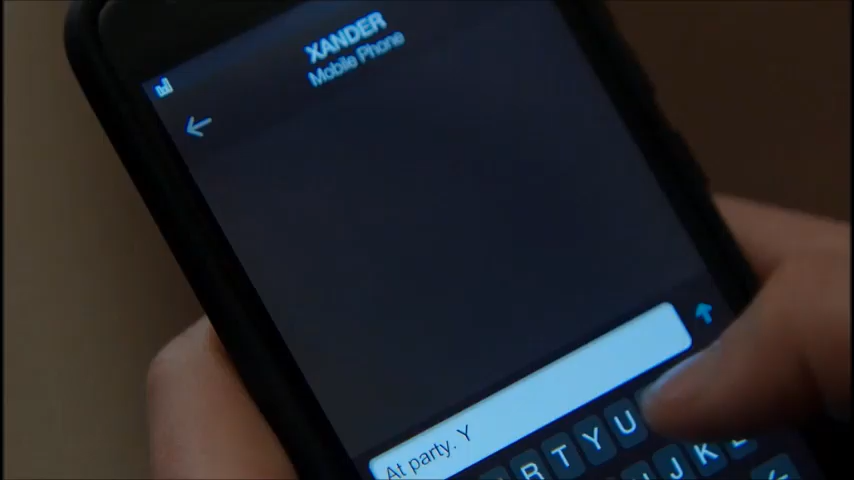 XANDER
Mobile Phone
At party. Y
R T Y U
J K L